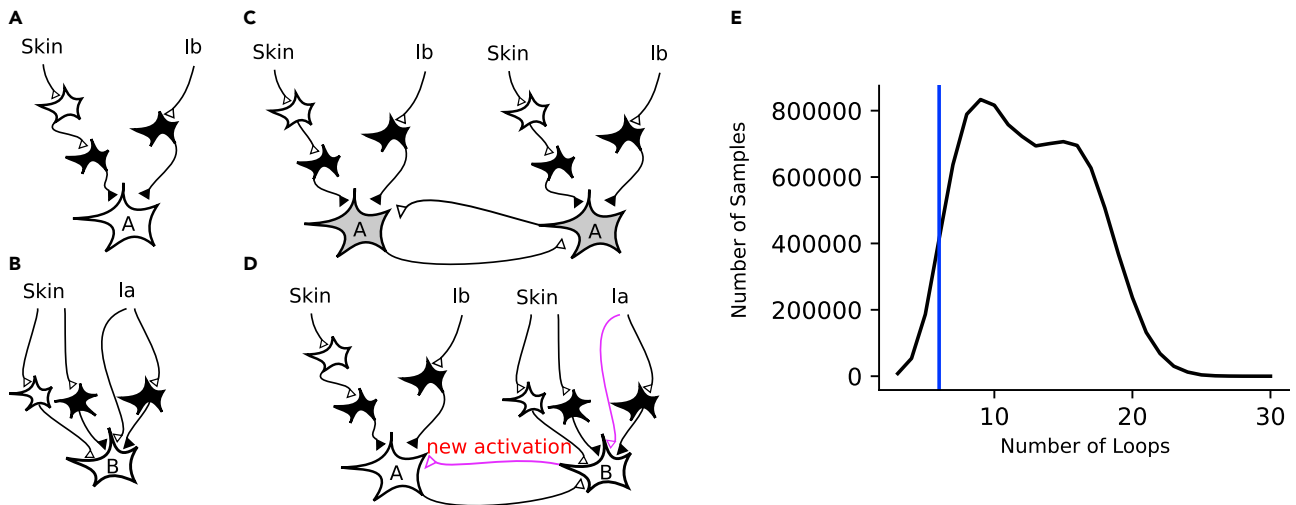 A
Skin
Ib
A
B
Skin
Ia
B
C
Skin
Ib
Skin
Ib
A
A
D
Skin
Ib
Skin
Ia
new activation
A
B
E
Number of Samples
800000
600000
400000
200000
0
10
20
30
Number of Loops